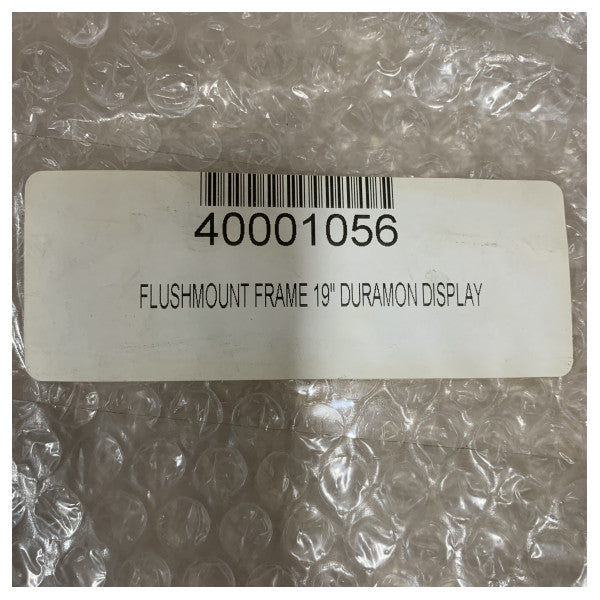 40001056
FLUSHMOUNT FRAME 19" DURAMON DISPLAY